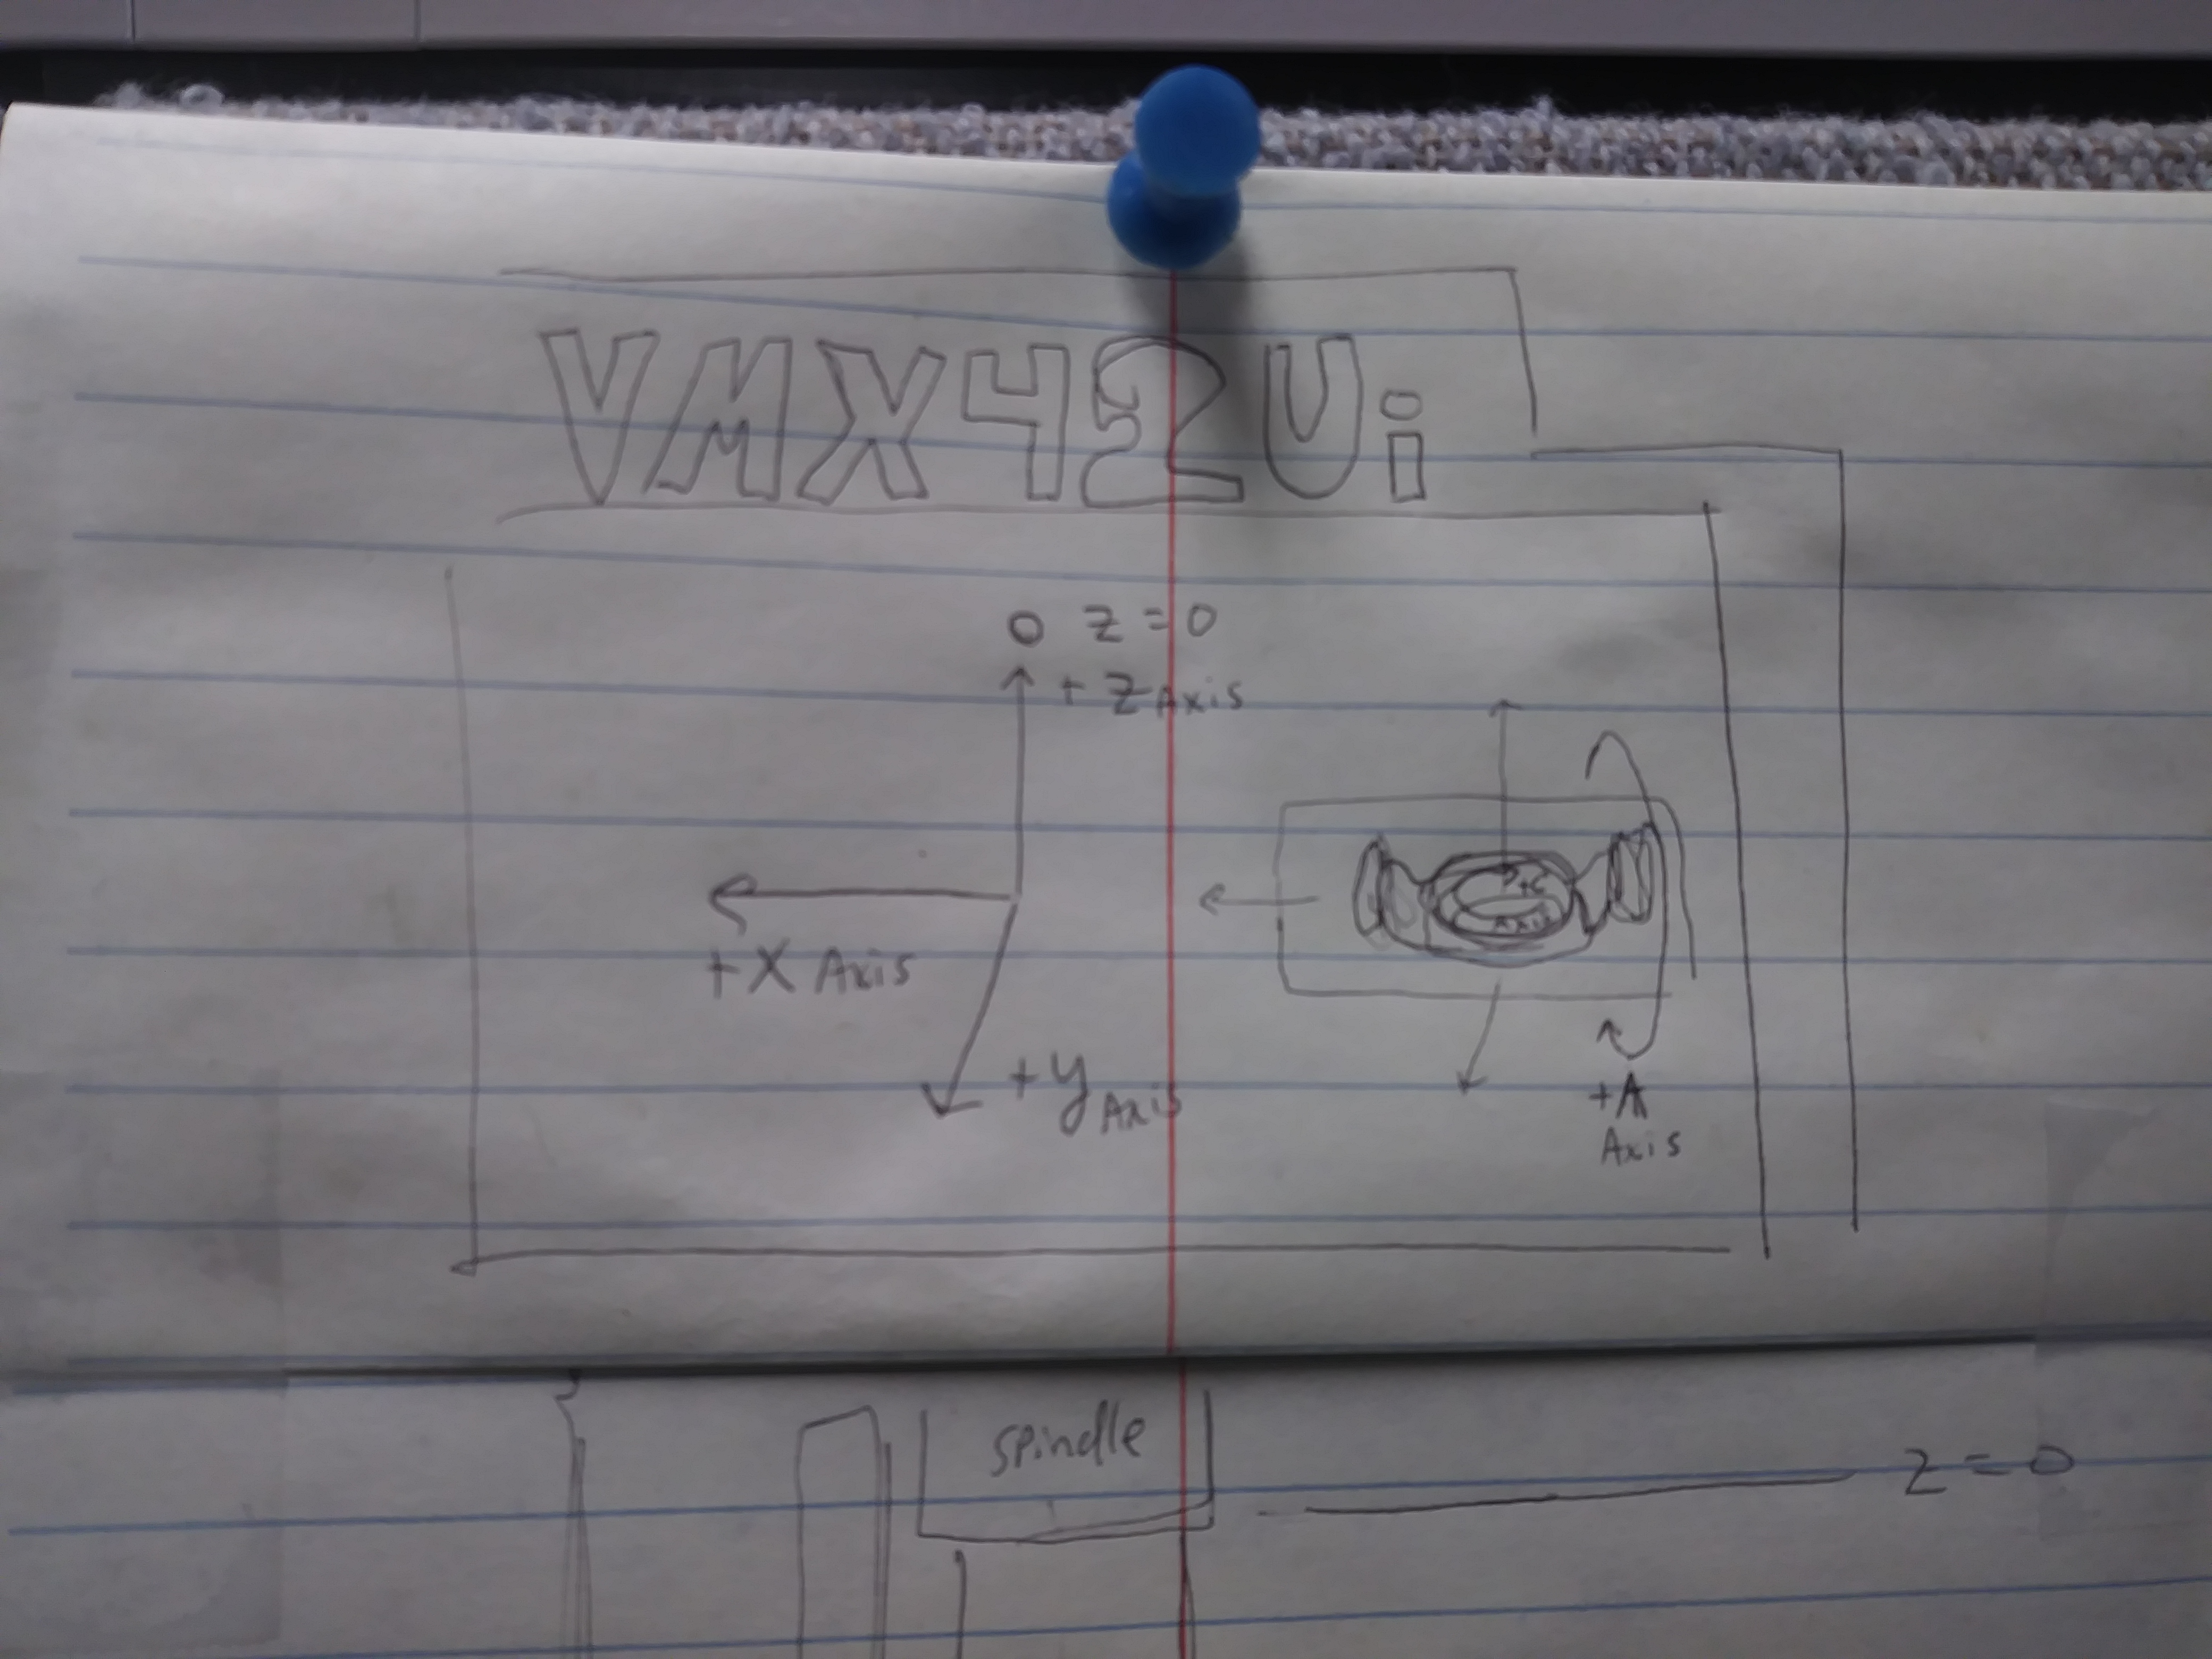 VMX42Ui
O Z=0
+ Z Axis
+X Axis
+Y Axis
Axis
+A
Axis
Spindle
Z=0